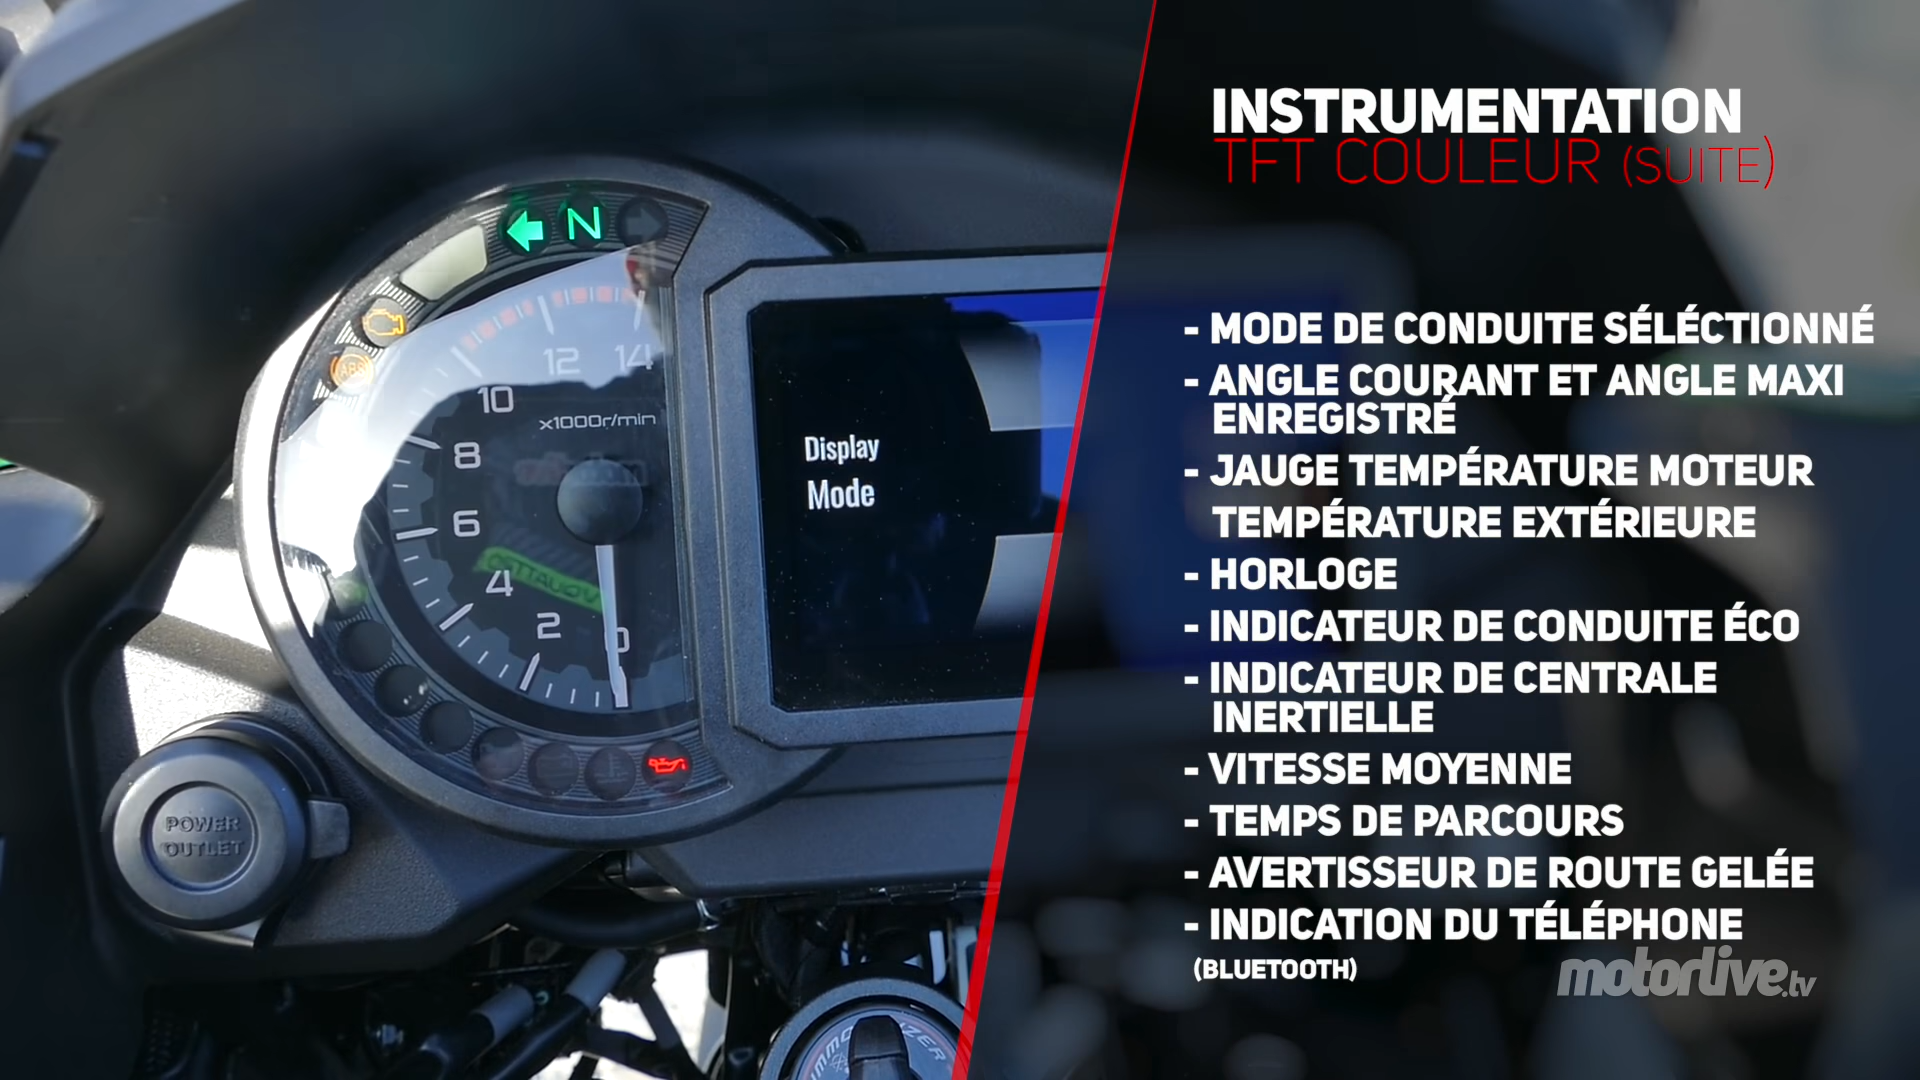 INSTRUMENTATION
TFT COULEUR (SUITE)
- MODE DE CONDUITE SÉLÉCTIONNÉ
- ANGLE COURANT ET ANGLE MAXI
ENREGISTRÉ
- JAUGE TEMPÉRATURE MOTEUR
TEMPÉRATURE EXTÉRIEURE
- HORLOGE
- INDICATEUR DE CONDUITE ÉCO
- INDICATEUR DE CENTRALE
INERTIELLE
- VITESSE MOYENNE
- TEMPS DE PARCOURS
- AVERTISSEUR DE ROUTE GELÉE
- INDICATION DU TÉLÉPHONE
(BLUETOOTH)
motorlive.tv
N
ABS
14
12
10
x1000r/min
8
6
4
2
0
Display
Mode
POWER
OUTLET